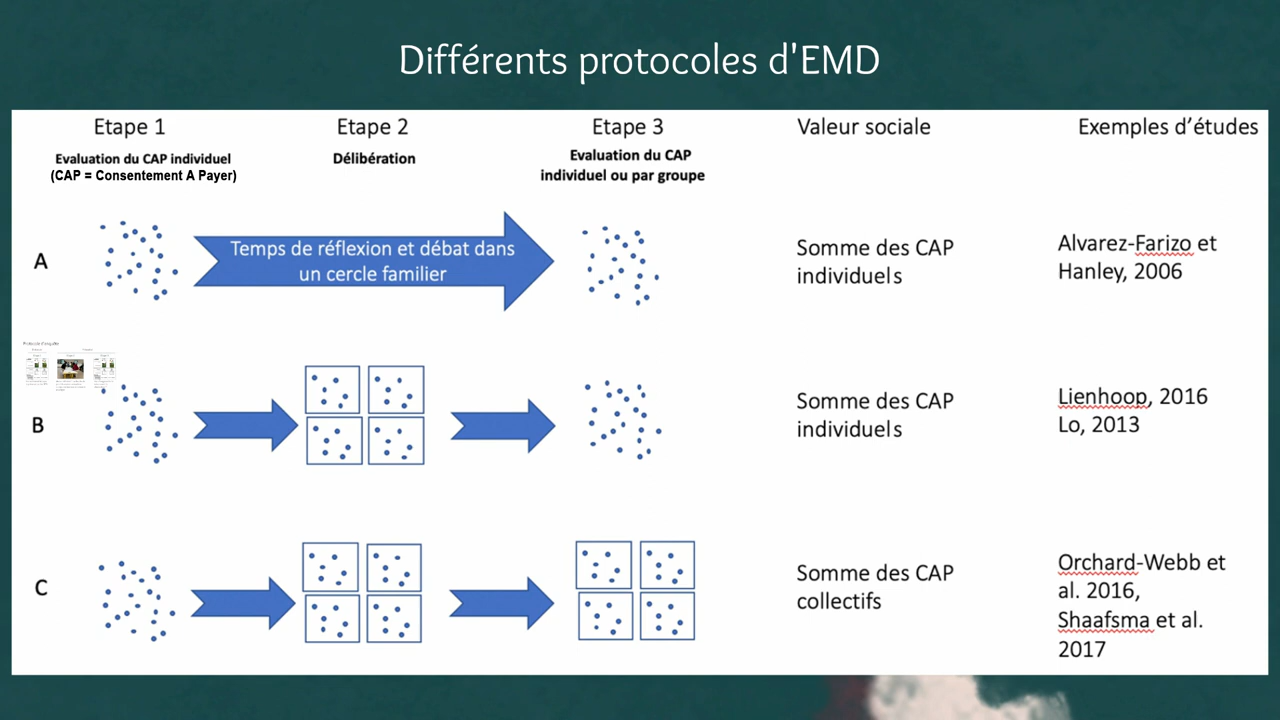 Différents protocoles d'EMD
Etape 1
Etape 2
Etape 3
Valeur sociale
Exemples d'études
Evaluation du CAP individuel
(CAP = Consentement A Payer)
Délibération
Evaluation du CAP
individuel ou par groupe
A
Temps de réflexion et débat dans
un cercle familier
Somme des CAP
individuels
Alvarez-Farizo et
Hanley, 2006
Protocole d'enquête
B
Somme des CAP
individuels
Lienhoop, 2016
Lo, 2013
C
Somme des CAP
collectifs
Orchard-Webb et
al. 2016,
Shaafsma et al.
2017